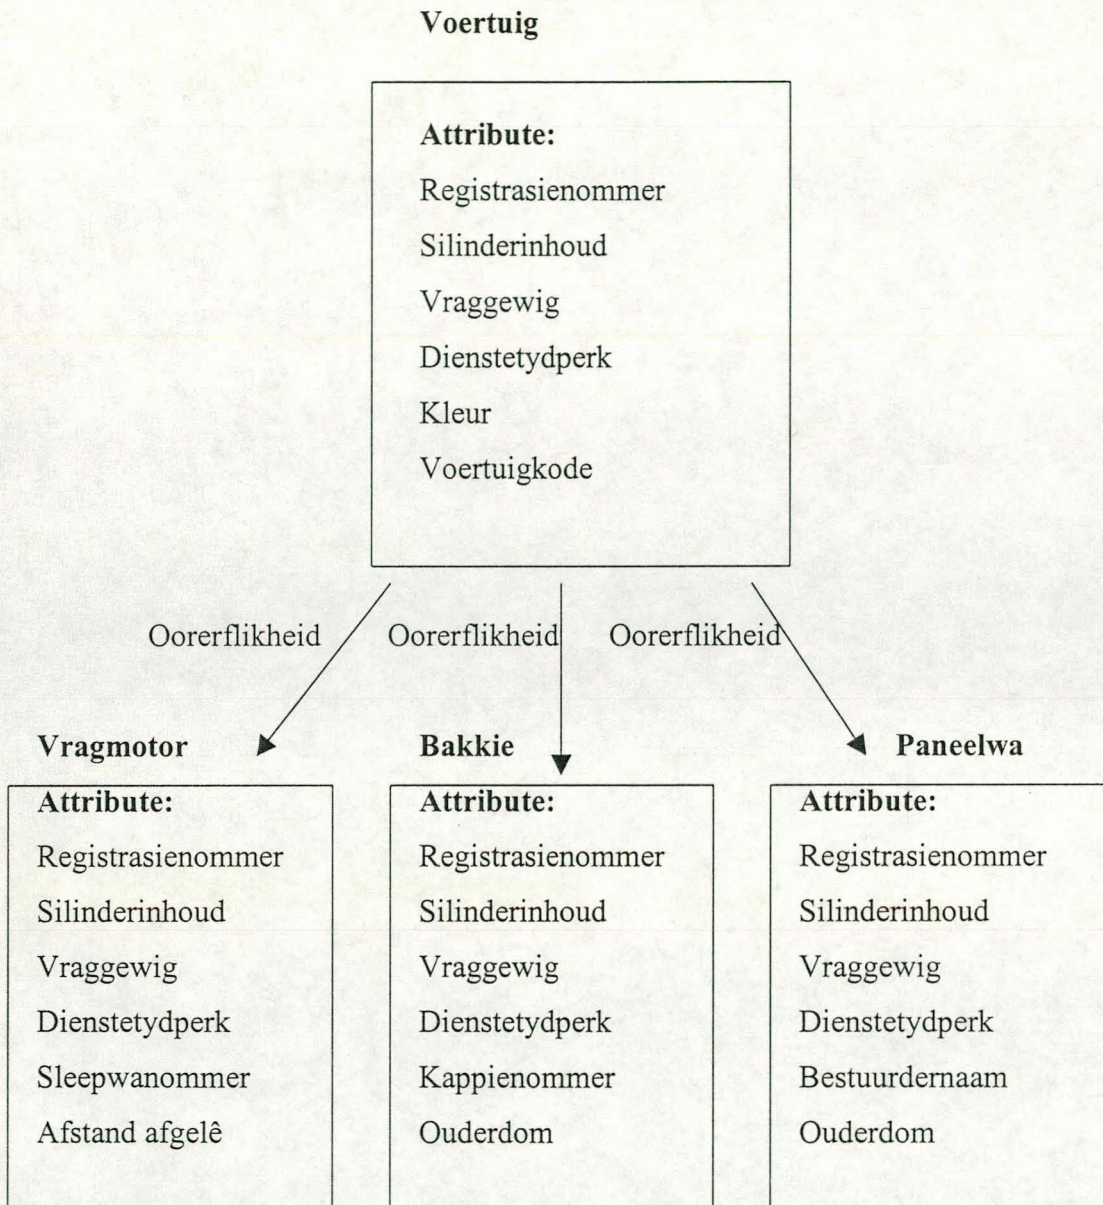 Voertuig
Attribute:
Registrasienommer
Silinderinhoud
Vraggewig
Dienstetydperk
Kleur
Voertuigkode
Oorerflikheid Oorerflikheid Oorerflikheid
Vragmotor Bakkie Paneelwa
Attribute:
Registrasienommer
Silinderinhoud
Vraggewig
Dienstetydperk
Sleepwanommer
Afstand afgelê
Attribute:
Registrasienommer
Silinderinhoud
Vraggewig
Dienstetydperk
Kappienommer
Ouderdom
Attribute:
Registrasienommer
Silinderinhoud
Vraggewig
Dienstetydperk
Bestuurdernaam
Ouderdom